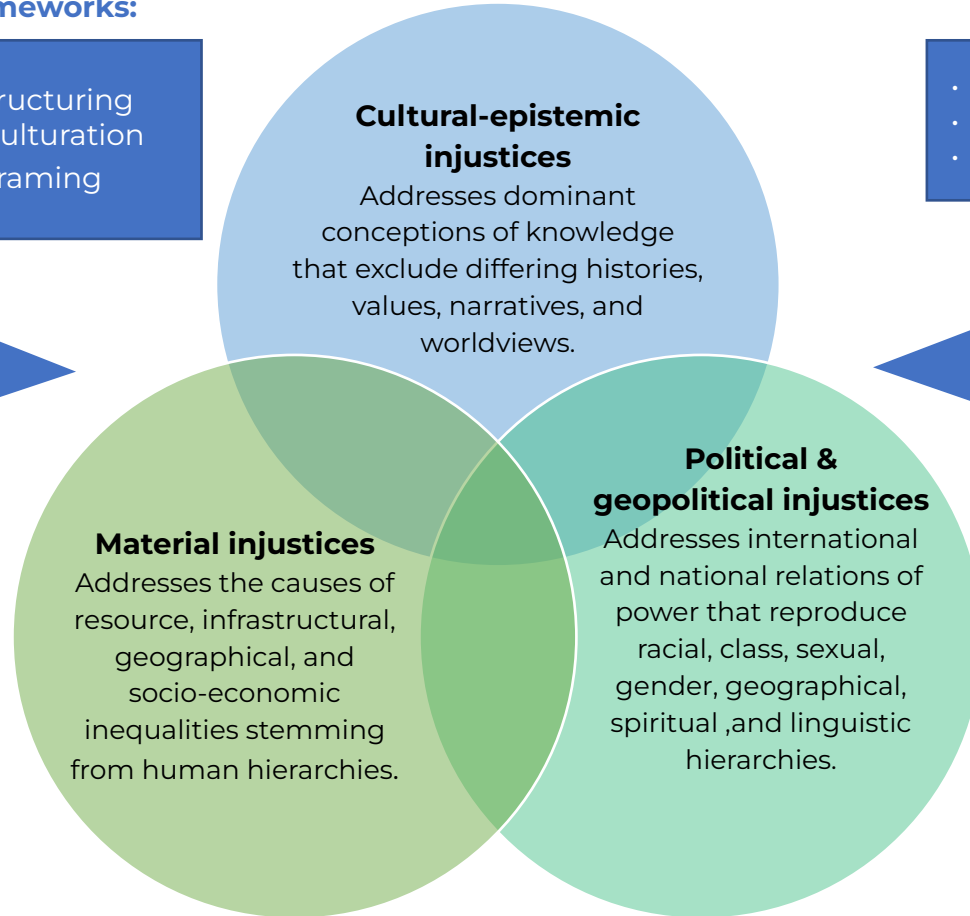 meworks:
ructuring
ulturation
raming
Cultural-epistemic
injustices
Addresses dominant
conceptions of knowledge
that exclude differing histories,
values, narratives, and
worldviews.
Material injustices
Addresses the causes of
resource, infrastructural,
geographical, and
socio-economic
inequalities stemming
from human hierarchies.
Political &
geopolitical injustices
Addresses international
and national relations of
power that reproduce
racial, class, sexual,
gender, geographical,
spiritual ,and linguistic
hierarchies.